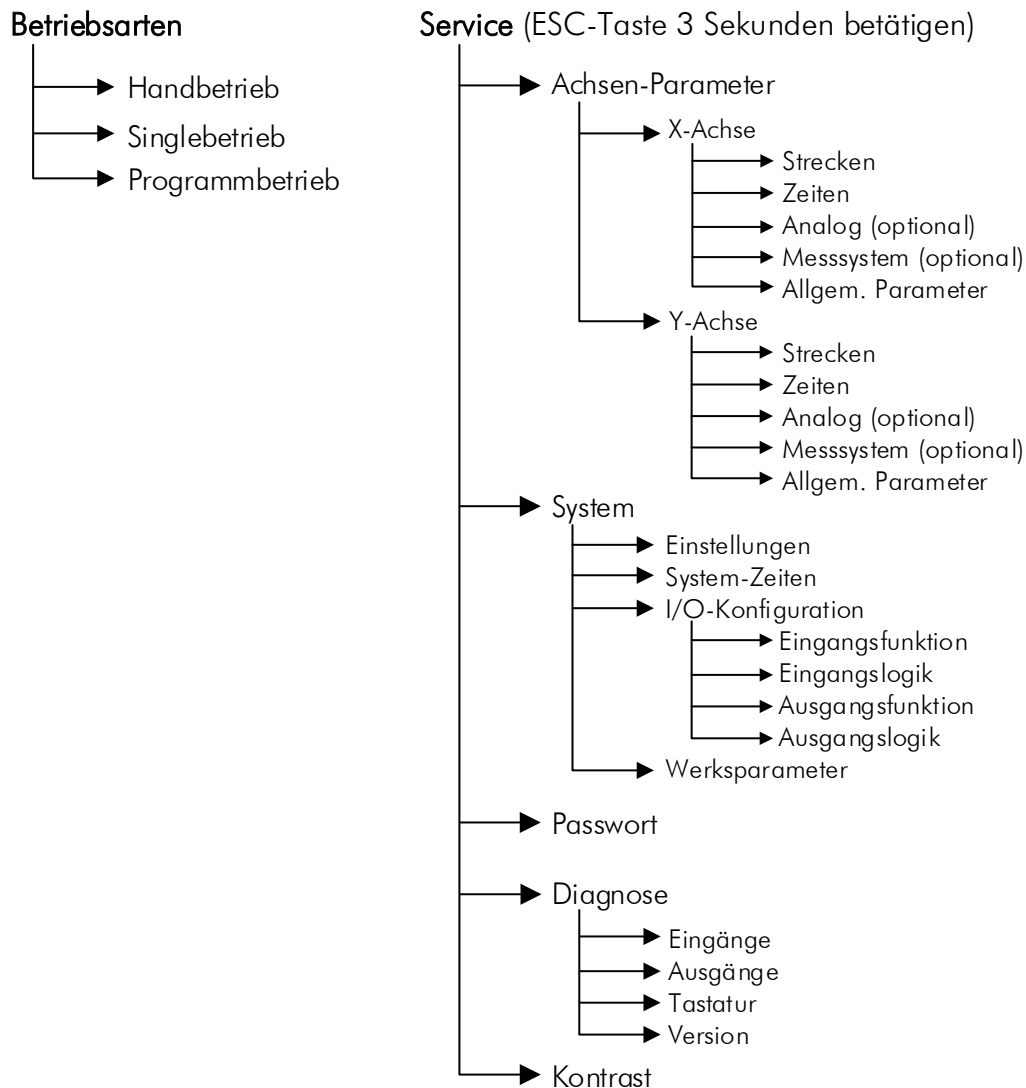 Betriebsarten
Handbetrieb
Singlebetrieb
Programmbetrieb
Service (ESC-Taste 3 Sekunden betätigen)
Achsen-Parameter
X-Achse
Strecken
Zeiten
Analog (optional)
Messsystem (optional)
Allgem. Parameter
Y-Achse
Strecken
Zeiten
Analog (optional)
Messsystem (optional)
Allgem. Parameter
System
Einstellungen
System-Zeiten
I/O-Konfiguration
Eingangsfunktion
Eingangslogik
Ausgangsfunktion
Ausgangslogik
Werksparameter
Passwort
Diagnose
Eingänge
Ausgänge
Tastatur
Version
Kontrast